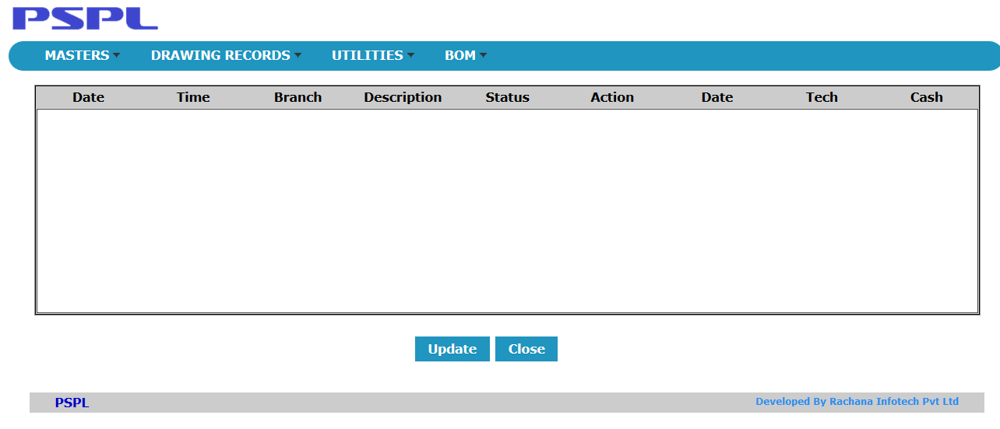 PSPL
MASTERS DRAWING RECORDS UTILITIES BOM
Date Time Branch Description Status Action Date Tech Cash
Update Close
PSPL Developed By Rachana Infotech Pvt Ltd